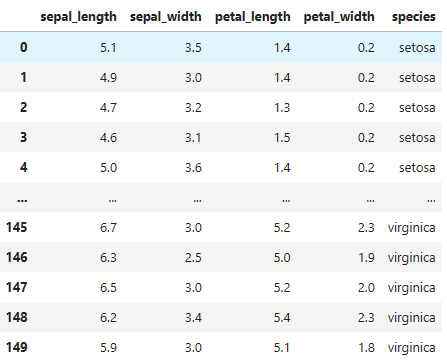 sepal_length sepal_width petal_length petal_width species
0 5.1 3.5 1.4 0.2 setosa
1 4.9 3.0 1.4 0.2 setosa
2 4.7 3.2 1.3 0.2 setosa
3 4.6 3.1 1.5 0.2 setosa
4 5.0 3.6 1.4 0.2 setosa
... ... ... ... ... ...
145 6.7 3.0 5.2 2.3 virginica
146 6.3 2.5 5.0 1.9 virginica
147 6.5 3.0 5.2 2.0 virginica
148 6.2 3.4 5.4 2.3 virginica
149 5.9 3.0 5.1 1.8 virginica